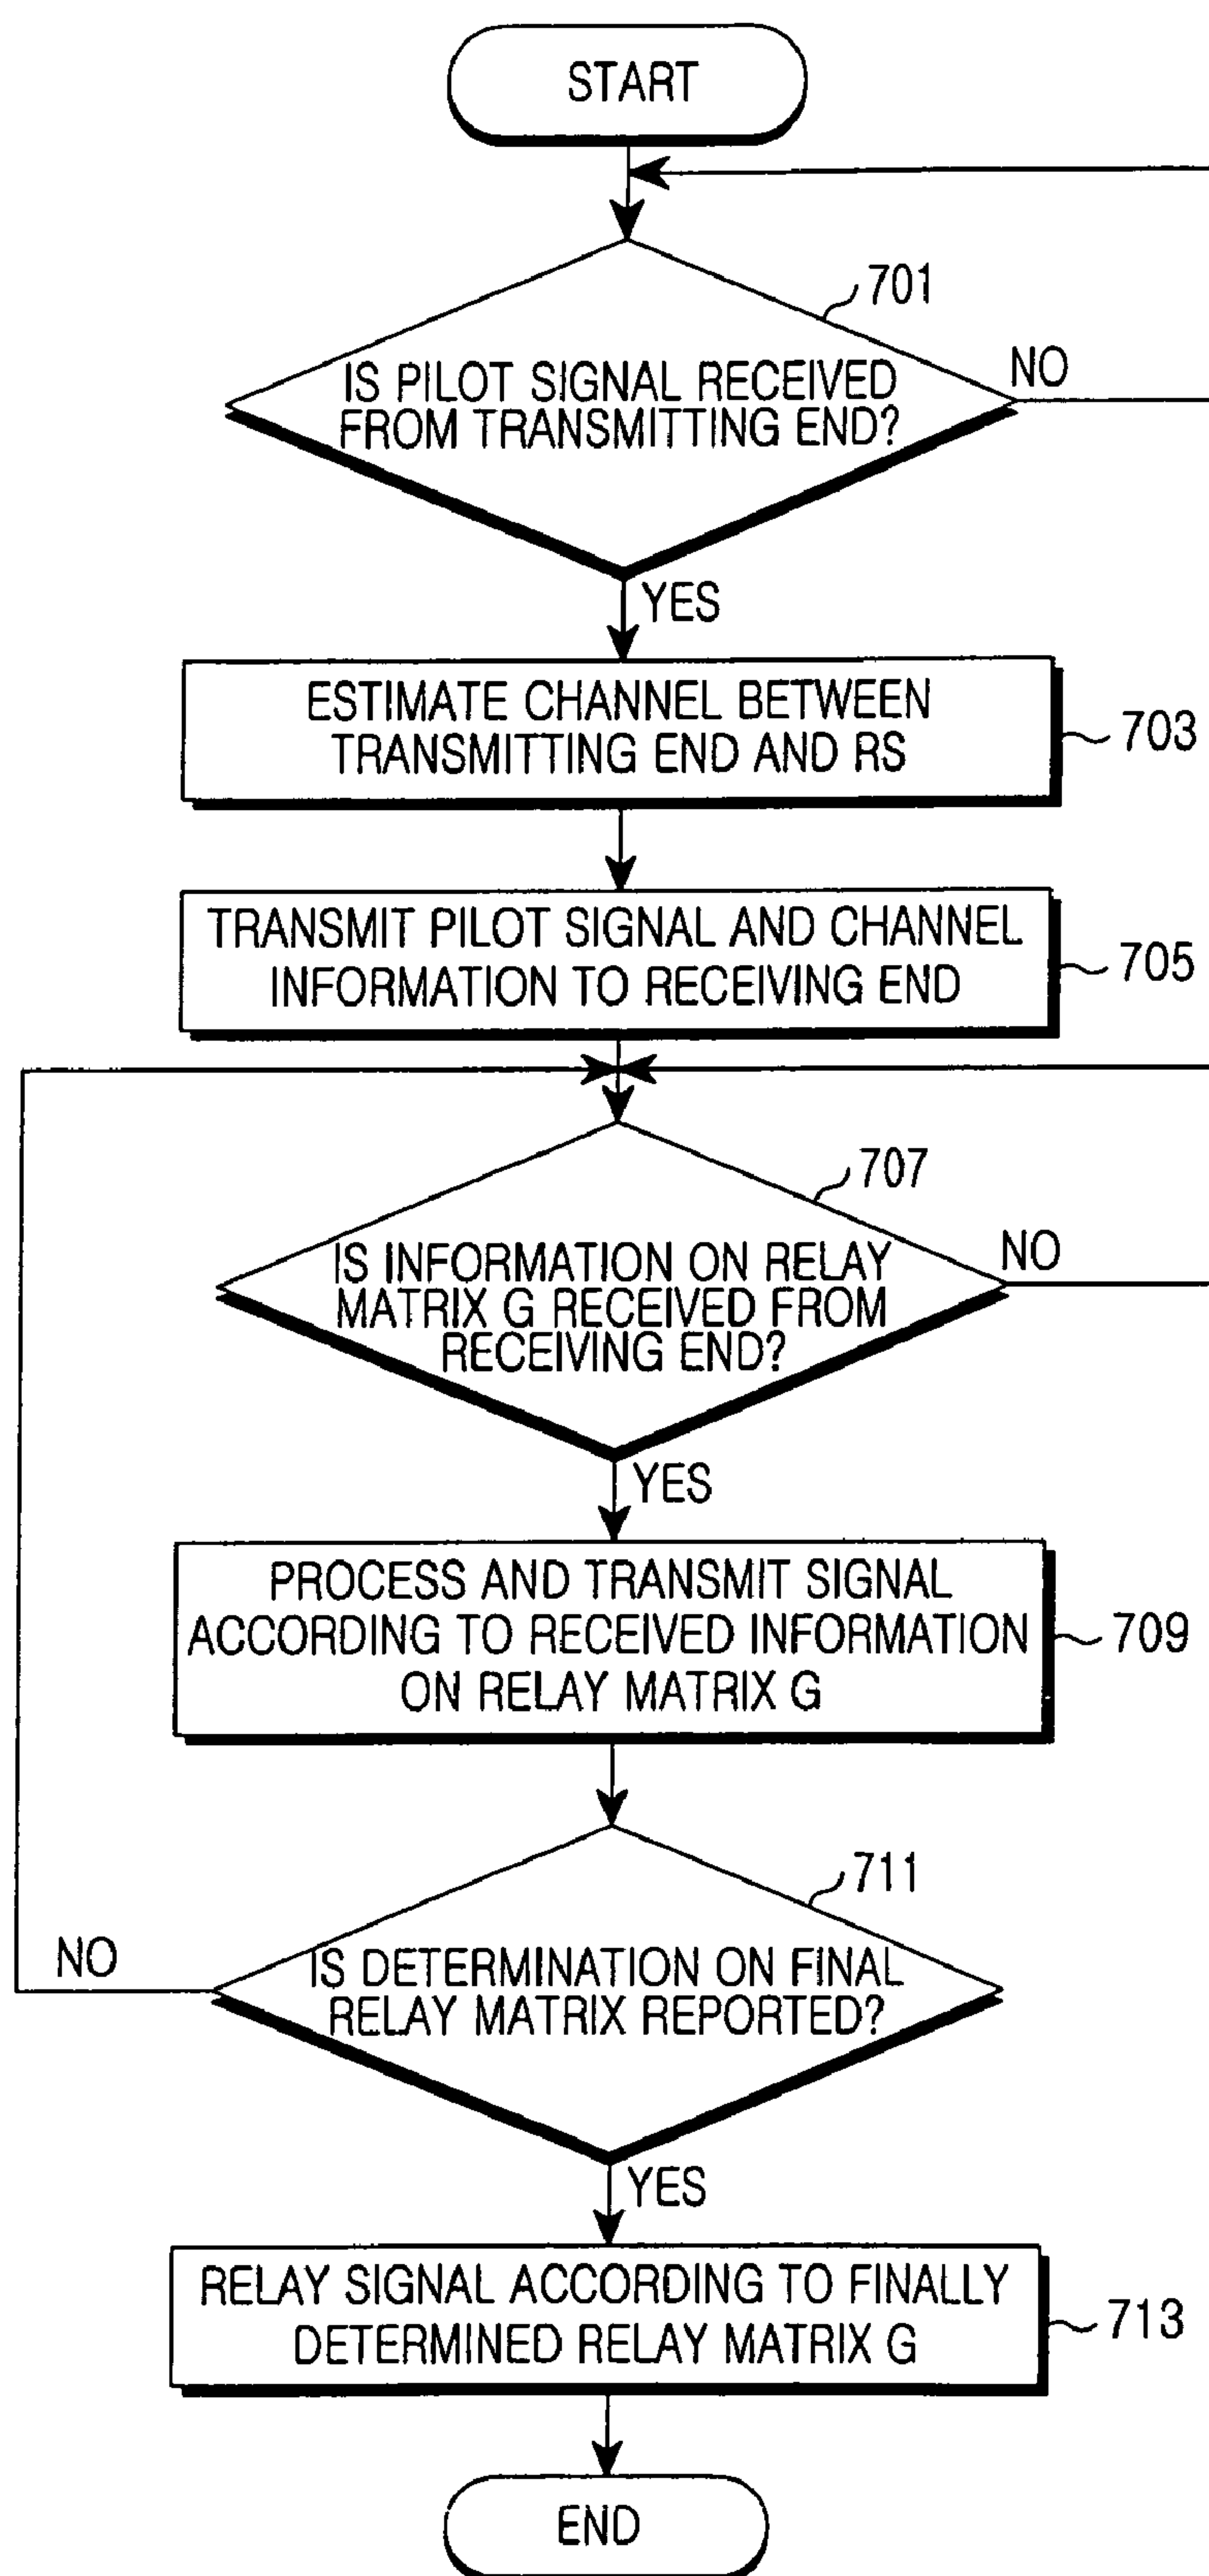 START
701
IS PILOT SIGNAL RECEIVED
FROM TRANSMITTING END?
NO
YES
ESTIMATE CHANNEL BETWEEN
TRANSMITTING END AND RS
703
TRANSMIT PILOT SIGNAL AND CHANNEL
INFORMATION TO RECEIVING END
705
707
IS INFORMATION ON RELAY
MATRIX G RECEIVED FROM
RECEIVING END?
NO
YES
PROCESS AND TRANSMIT SIGNAL
ACCORDING TO RECEIVED INFORMATION
ON RELAY MATRIX G
709
711
NO
IS DETERMINATION ON FINAL
RELAY MATRIX REPORTED?
YES
RELAY SIGNAL ACCORDING TO FINALLY
DETERMINED RELAY MATRIX G
713
END